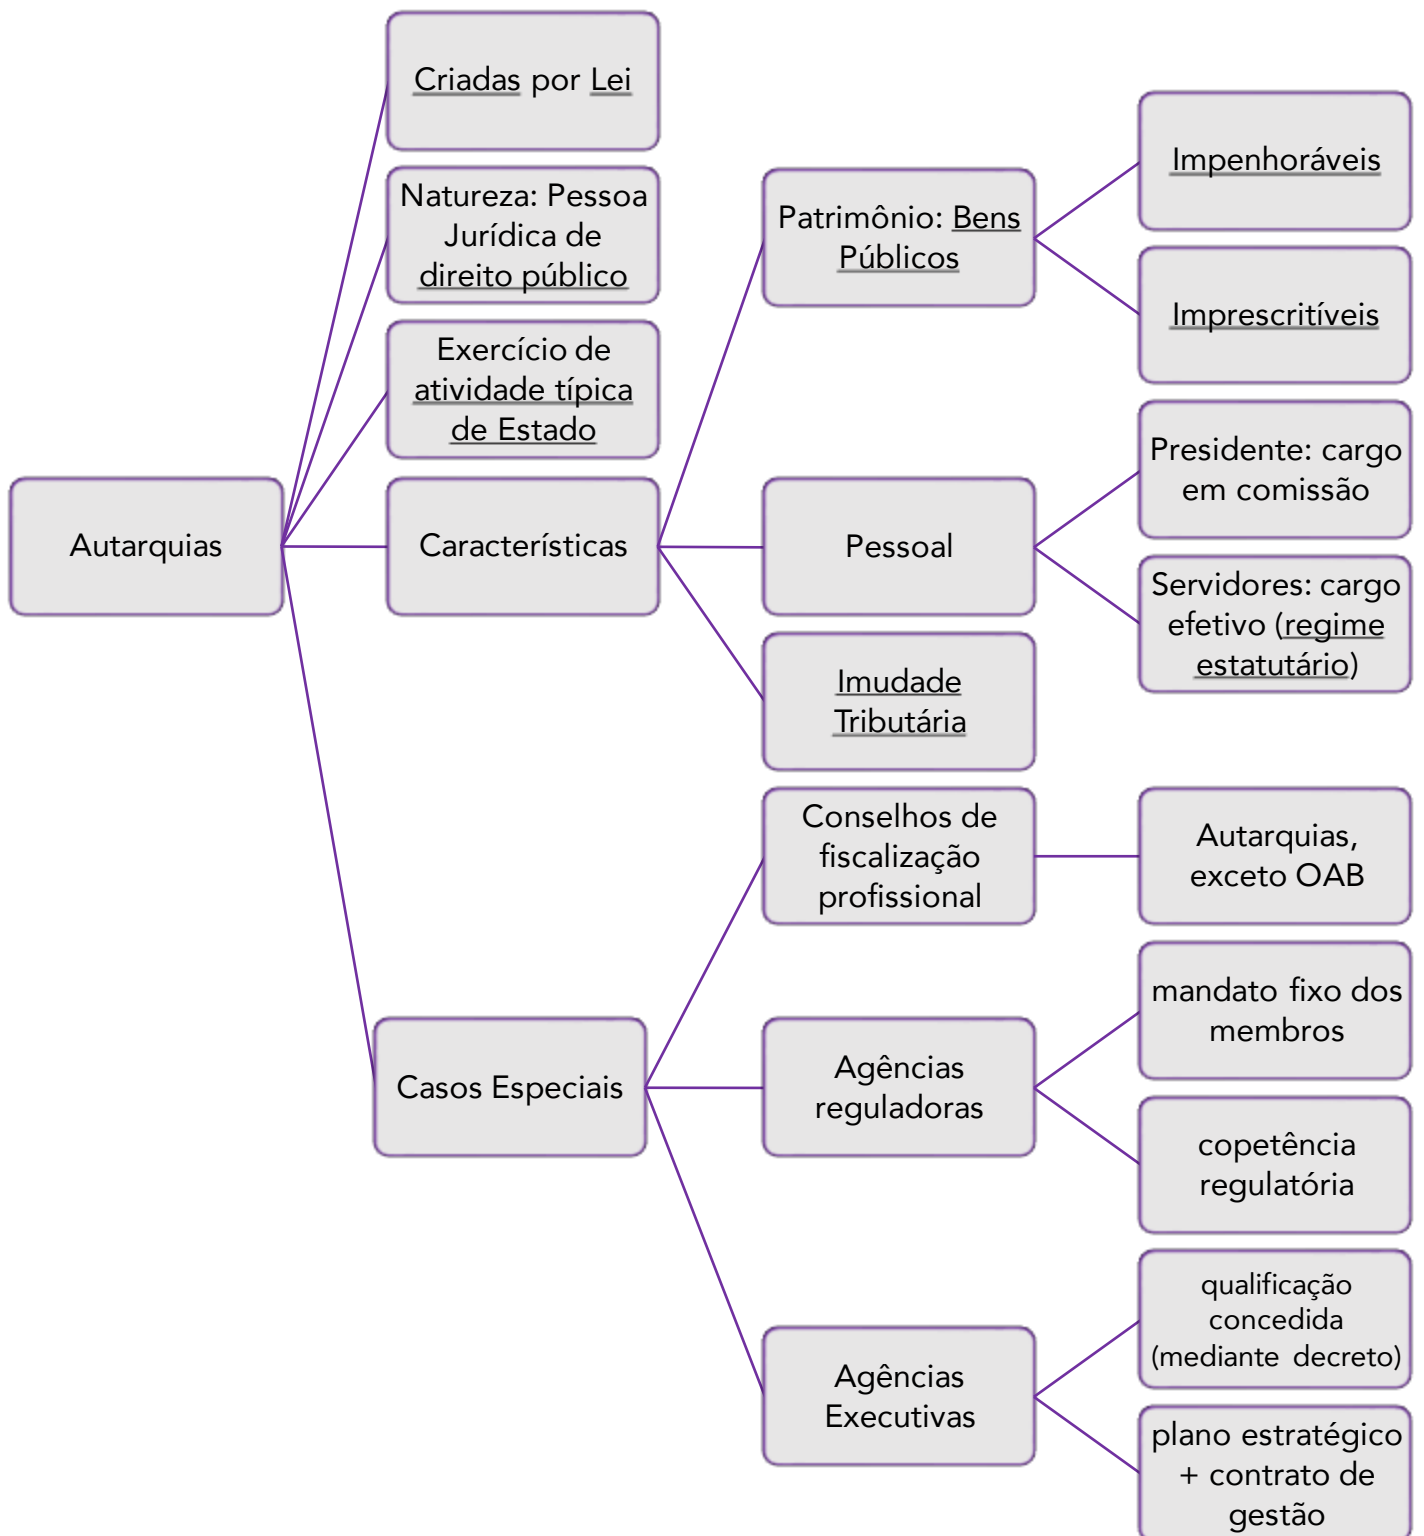 Criadas por Lei
Natureza: Pessoa
Jurídica de
direito público
Exercício de
atividade típica
de Estado
Autarquias
Características
Patrimônio: Bens
Públicos
Impenhoráveis
Imprescritíveis
Pessoal
Presidente: cargo
em comissão
Servidores: cargo
efetivo (regime
estatutário)
Imudade
Tributária
Casos Especiais
Conselhos de
fiscalização
profissional
Autarquias,
exceto OAB
Agências
reguladoras
mandato fixo dos
membros
copetência
regulatória
Agências
Executivas
qualificação
concedida
(mediante decreto)
plano estratégico
+ contrato de
gestão